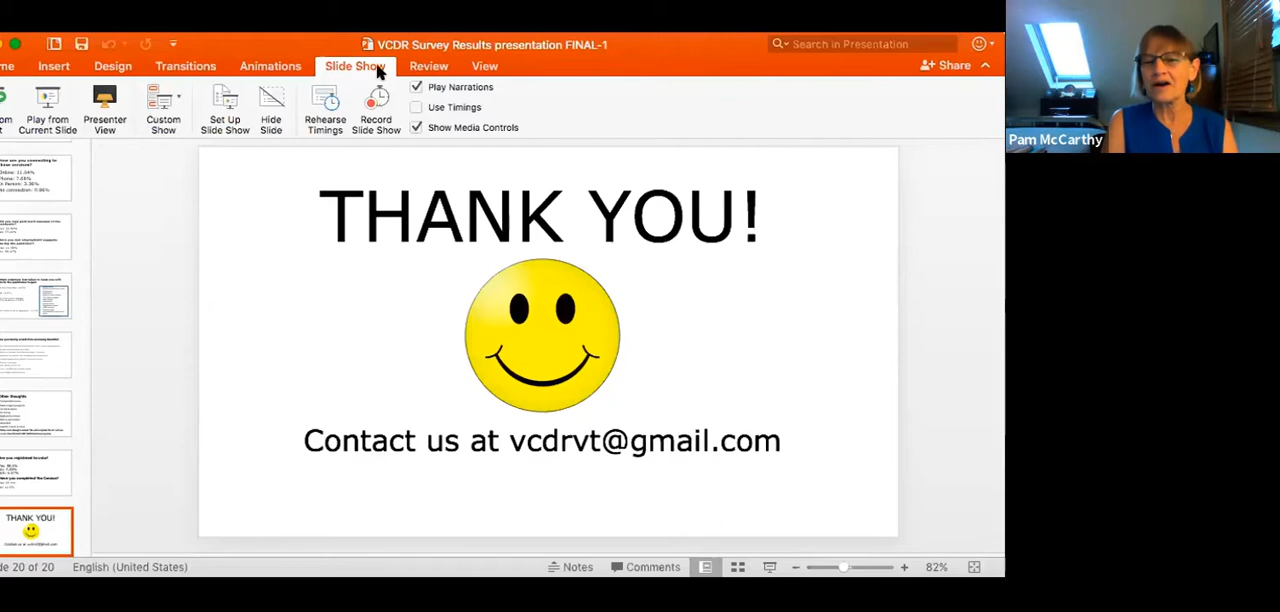 VCDR Survey Results presentation FINAL-1
Search in Presentation
Insert Design Transitions Animations Slide Show Review View
Share
Play from Current Slide
Presenter View
Custom Show
Set Up Slide Show
Hide Slide
Rehearse Timings
Record Slide Show
Play Narrations
Use Timings
Show Media Controls
Pam McCarthy
THANK YOU!
Contact us at vcdrvt@gmail.com
Other thoughts
THANK YOU!
20 of 20
English (United States)
Notes
Comments
82%